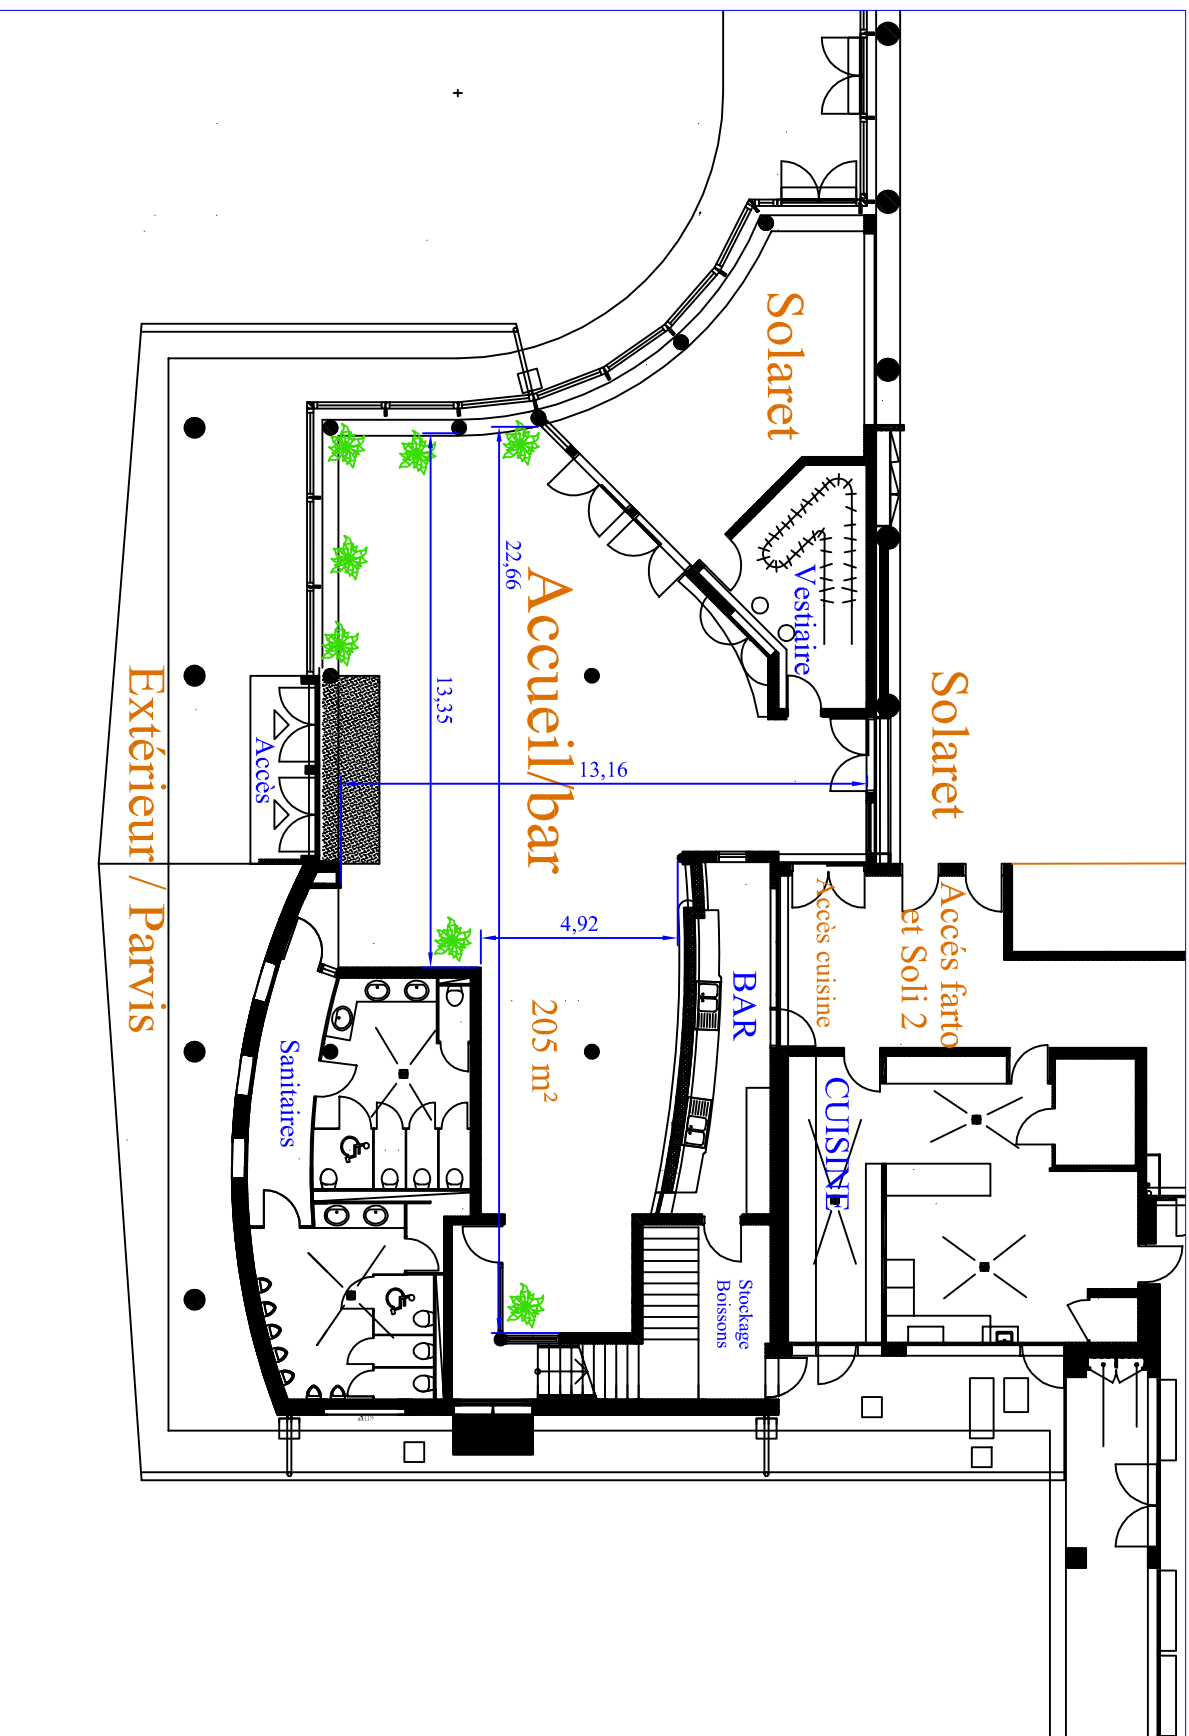 Solaret
Vestiaire
Solaret
22,66
Accueil/bar
13,35
13,16
Accès
Extérieur / Parvis
4,92
205 m²
BAR
Accès cuisine
Accés farto
et Soli 2
Sanitaires
CUISINE
Stockage
Boissons